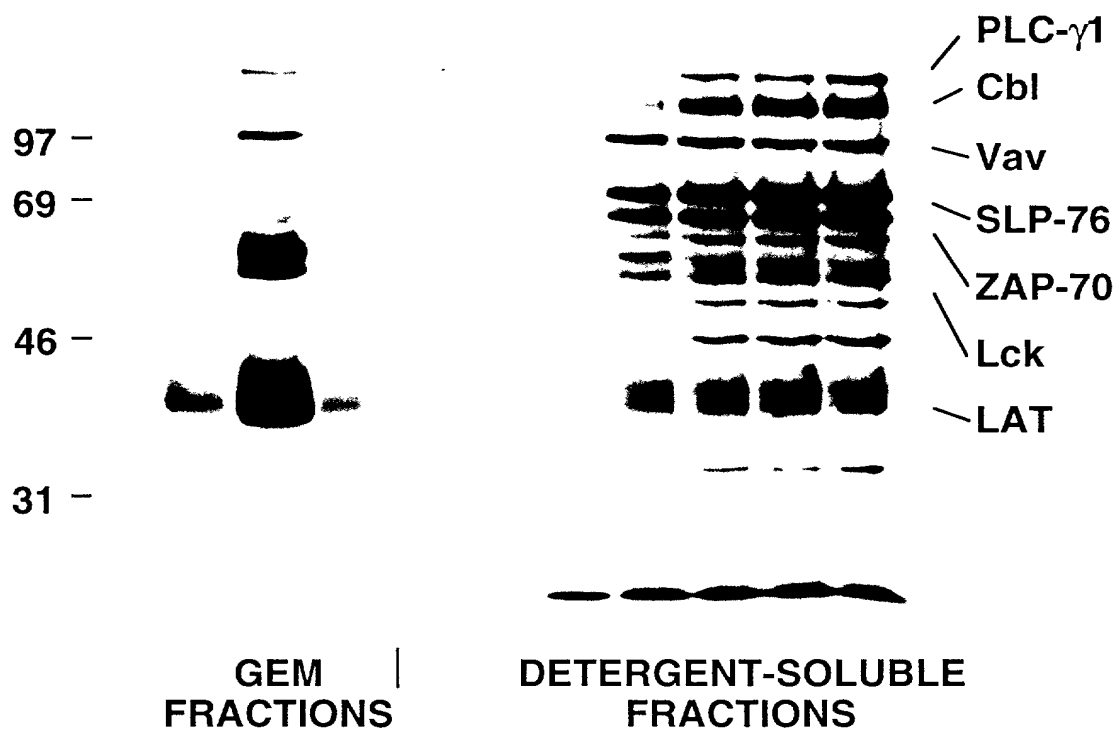 PLC-γ1
Cbl
97
Vav
69
SLP-76
ZAP-70
46
Lck
LAT
31
GEM
FRACTIONS
DETERGENT-SOLUBLE
FRACTIONS